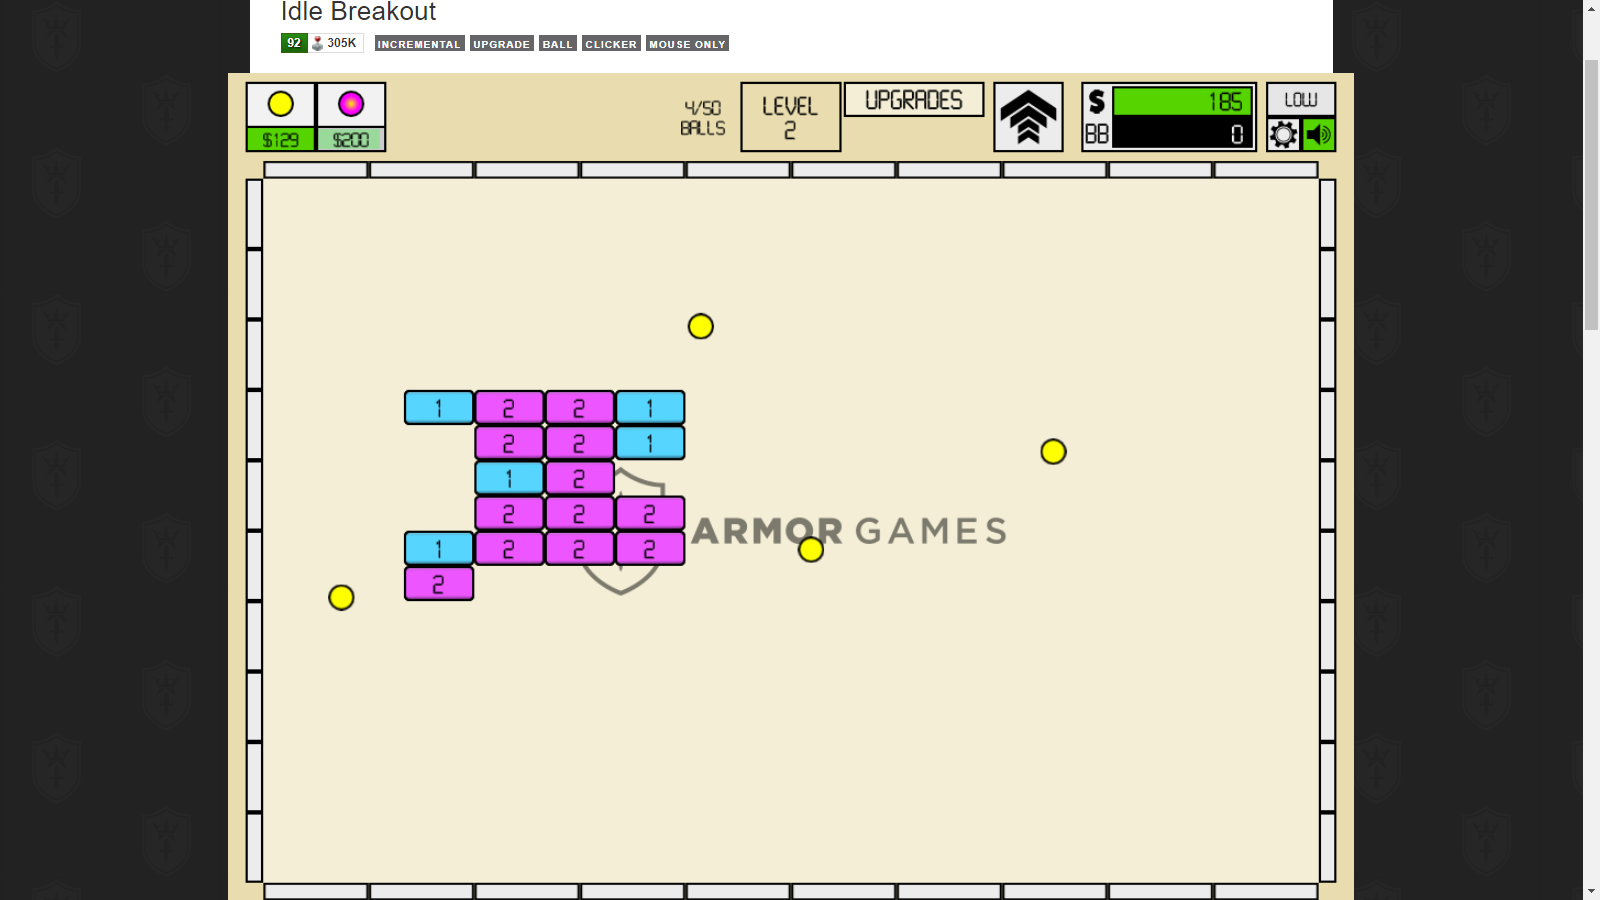 Idle Breakout
92 305K INCREMENTAL UPGRADE BALL CLICKER MOUSE ONLY
$129 $200
4/50 BALLS
LEVEL 2
UPGRADES
$ 185
BB 0
LOW
1 2 2 1
2 2 1
1 2
2 2 2
1 2 2 2
2
ARMOR GAMES